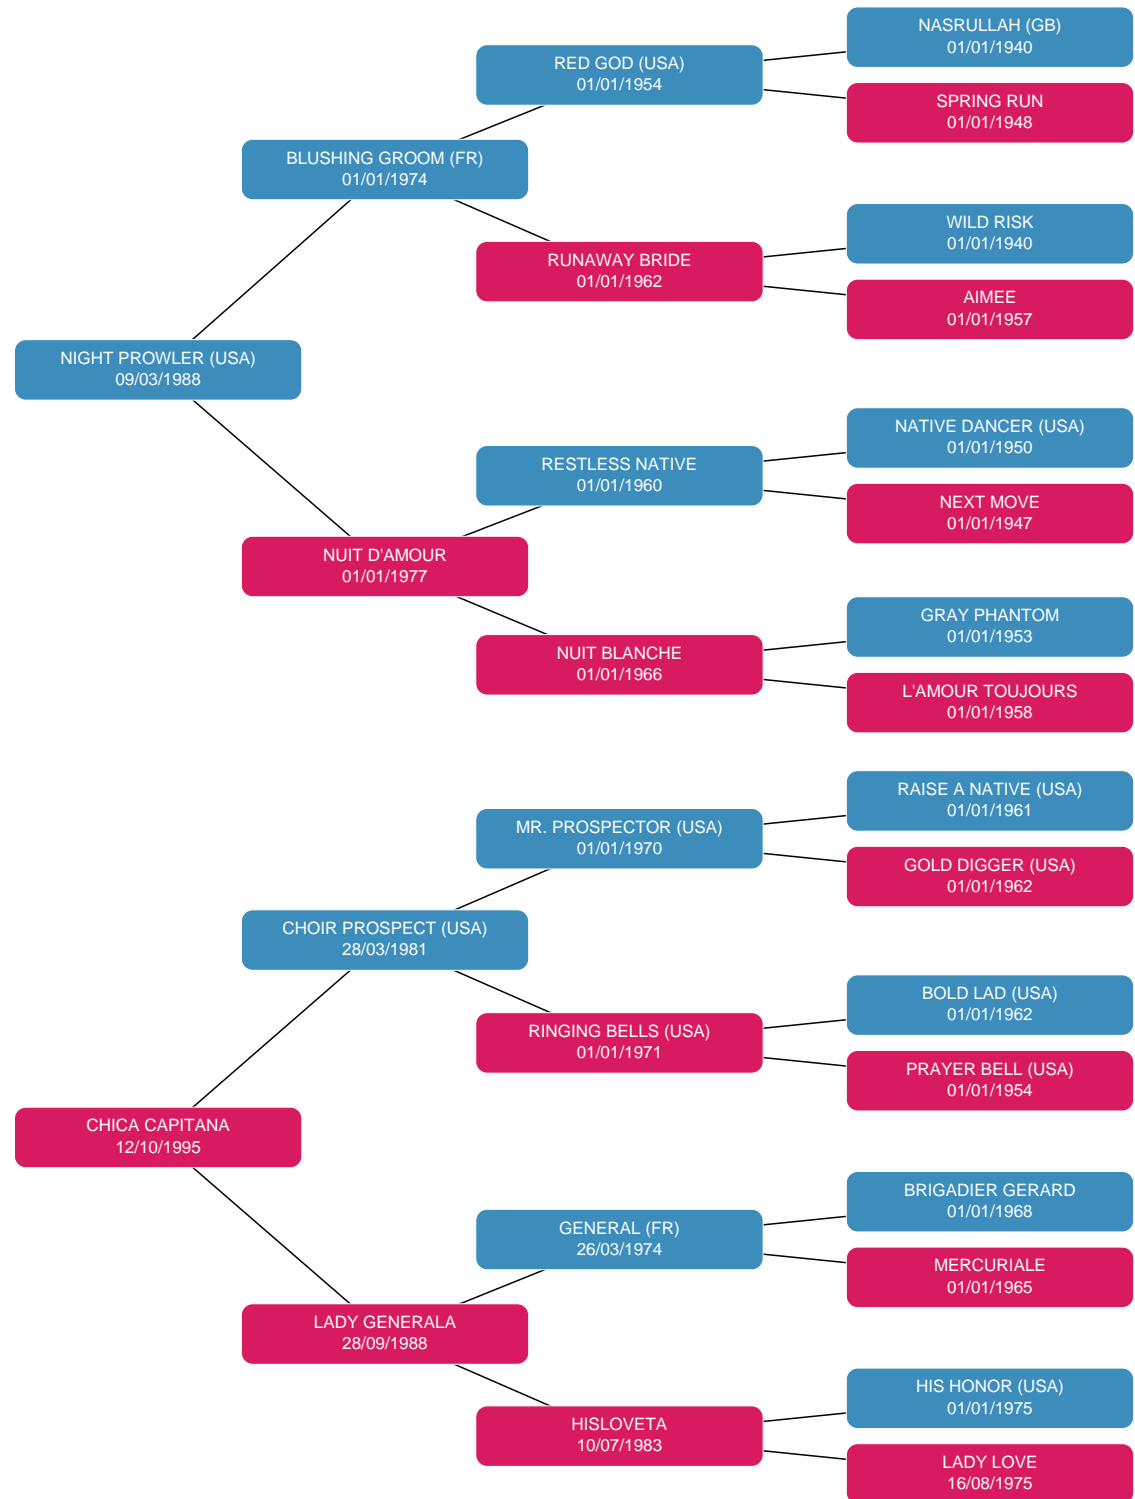 NASRULLAH (GB)
01/01/1940
RED GOD (USA)
01/01/1954
SPRING RUN
01/01/1948
BLUSHING GROOM (FR)
01/01/1974
WILD RISK
01/01/1940
RUNAWAY BRIDE
01/01/1962
AIMEE
01/01/1957
NIGHT PROWLER (USA)
09/03/1988
NATIVE DANCER (USA)
01/01/1950
RESTLESS NATIVE
01/01/1960
NEXT MOVE
01/01/1947
NUIT D'AMOUR
01/01/1977
GRAY PHANTOM
01/01/1953
NUIT BLANCHE
01/01/1966
L'AMOUR TOUJOURS
01/01/1958
RAISE A NATIVE (USA)
01/01/1961
MR. PROSPECTOR (USA)
01/01/1970
GOLD DIGGER (USA)
01/01/1962
CHOIR PROSPECT (USA)
28/03/1981
BOLD LAD (USA)
01/01/1962
RINGING BELLS (USA)
01/01/1971
PRAYER BELL (USA)
01/01/1954
CHICA CAPITANA
12/10/1995
BRIGADIER GERARD
01/01/1968
GENERAL (FR)
26/03/1974
MERCURIALE
01/01/1965
LADY GENERALA
28/09/1988
HIS HONOR (USA)
01/01/1975
HISLOVETA
10/07/1983
LADY LOVE
16/08/1975